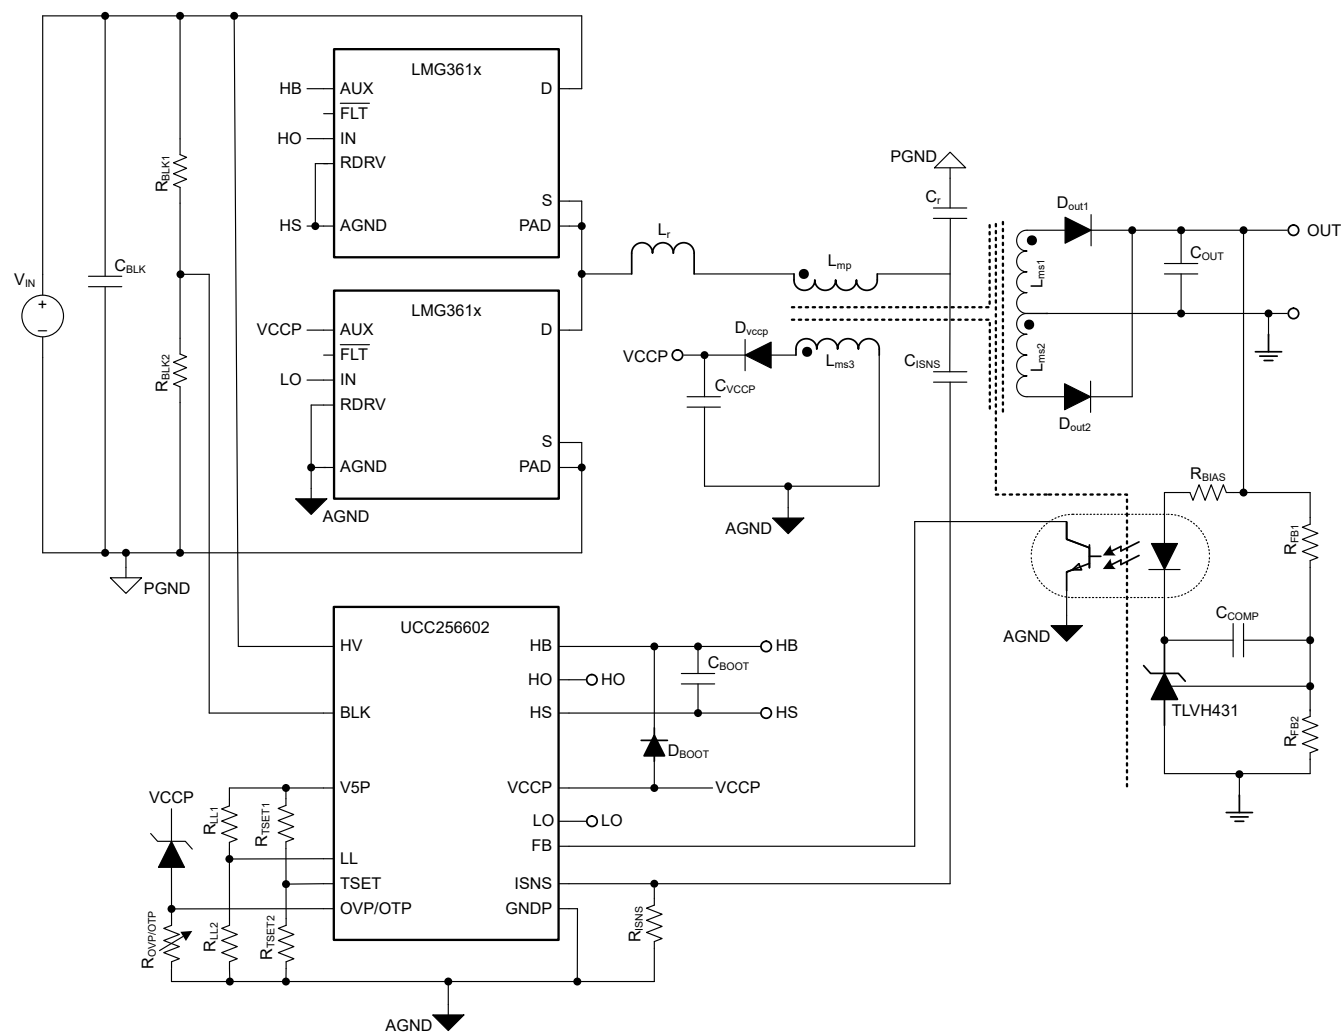 LMG361x
HB
AUX
D
FLT
HO
IN
RDRV
S
HS
AGND
PAD
RBLK1
CBLK
VIN
+
–
RBLK2
LMG361x
VCCP
AUX
D
FLT
LO
IN
RDRV
S
AGND
PAD
AGND
PGND
Lr
Lmp
PGND
Cr
Dout1
OUT
COUT
Lms1
Lms2
Dout2
Dvccp
VCCP
Lms3
CVCCP
CISNS
AGND
RBIAS
RFB1
CCOMP
AGND
TLVH431
RFB2
UCC256602
HV
HB
HB
CBOOT
HO
HO
BLK
HS
HS
DBOOT
V5P
VCCP
VCCP
VCCP
RLL1
RTSET1
LO
LO
LL
FB
TSET
ISNS
OVP/OTP
GNDP
ROVP/OTP
RLL2
RTSET2
RISNS
AGND